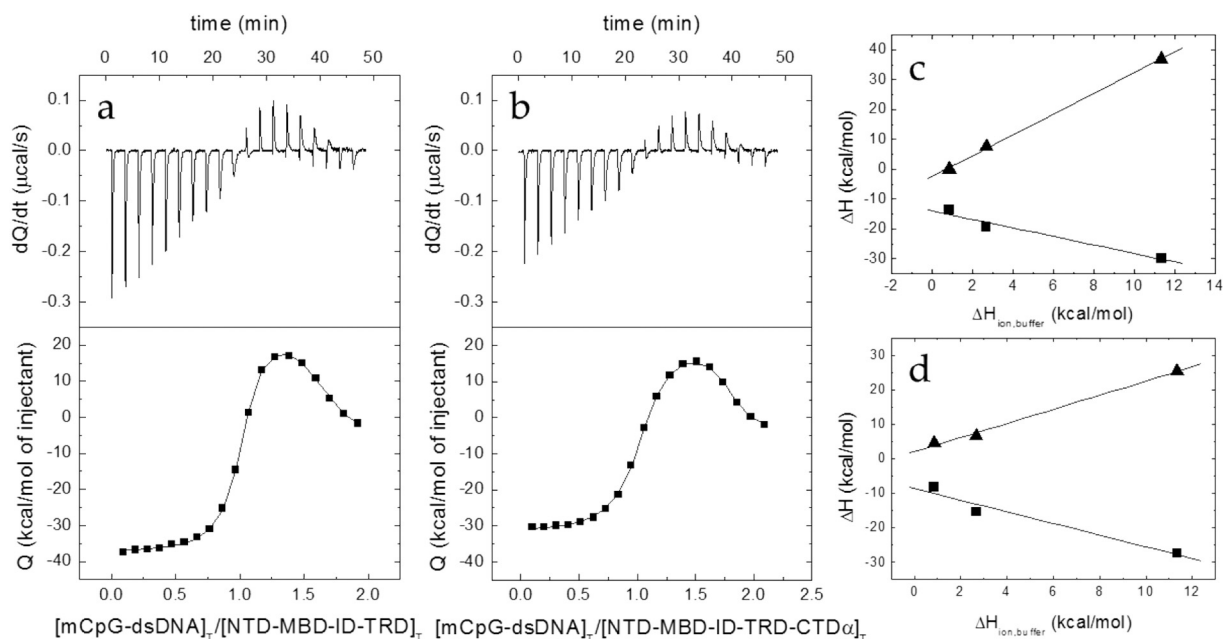 time (min)
0 10 20 30 40 50
a
0.1
0.0
-0.1
-0.2
-0.3
dQ/dt (µcal/s)
20
10
0
-10
-20
-30
-40
Q (kcal/mol of injectant)
0.0 0.5 1.0 1.5 2.0
[mCpG-dsDNA]T/[NTD-MBD-ID-TRD]T
time (min)
0 10 20 30 40 50
b
0.1
0.0
-0.1
-0.2
-0.3
dQ/dt (µcal/s)
20
10
0
-10
-20
-30
-40
Q (kcal/mol of injectant)
0.0 0.5 1.0 1.5 2.0 2.5
[mCpG-dsDNA]T/[NTD-MBD-ID-TRD-CTDα]T
c
40
30
20
10
0
-10
-20
-30
ΔH (kcal/mol)
-2 0 2 4 6 8 10 12 14
ΔHion,buffer (kcal/mol)
d
30
20
10
0
-10
-20
-30
ΔH (kcal/mol)
0 2 4 6 8 10 12
ΔHion,buffer (kcal/mol)